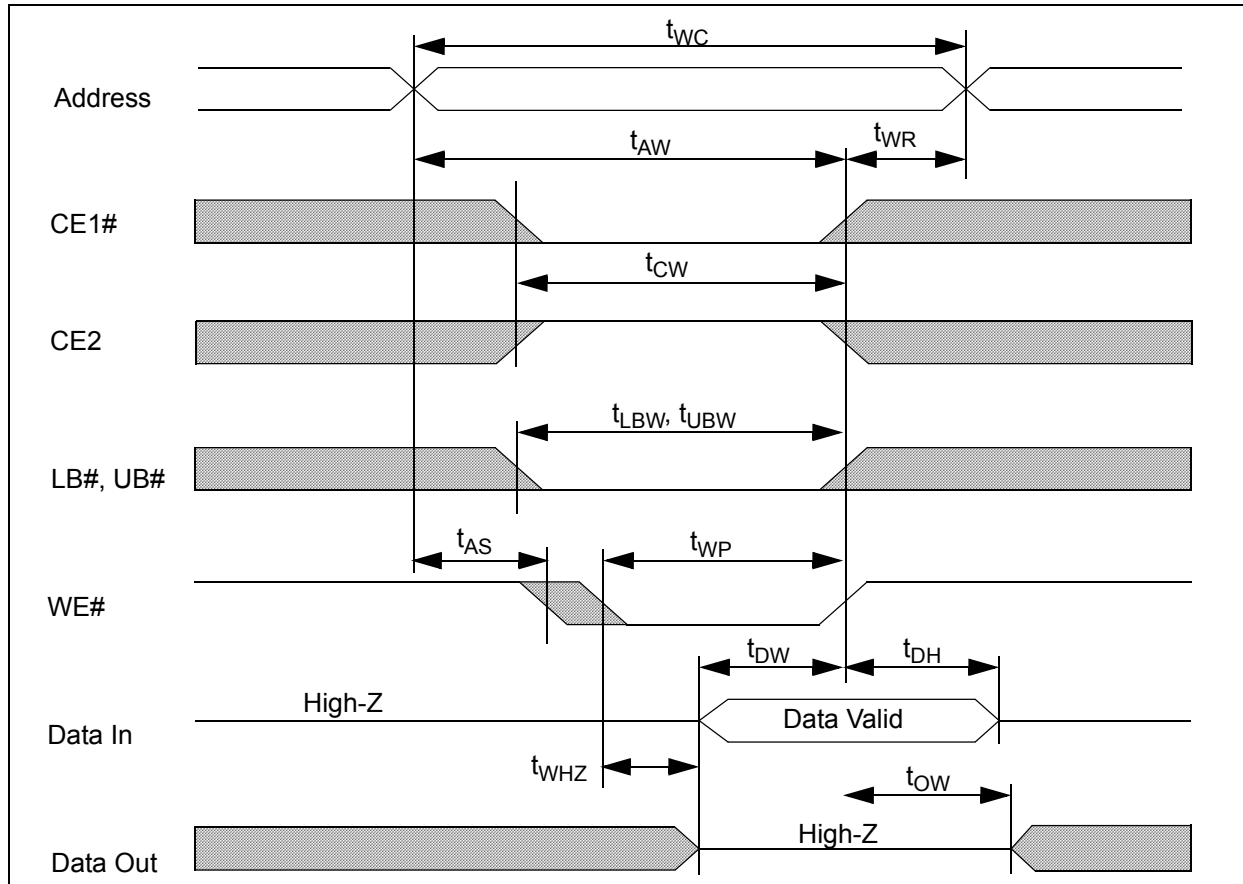 tWC
Address
tAW
tWR
CE1#
tCW
CE2
tLBW, tUBW
LB#, UB#
tAS
tWP
WE#
tDW
tDH
High-Z
Data Valid
Data In
tWHZ
tOW
High-Z
Data Out